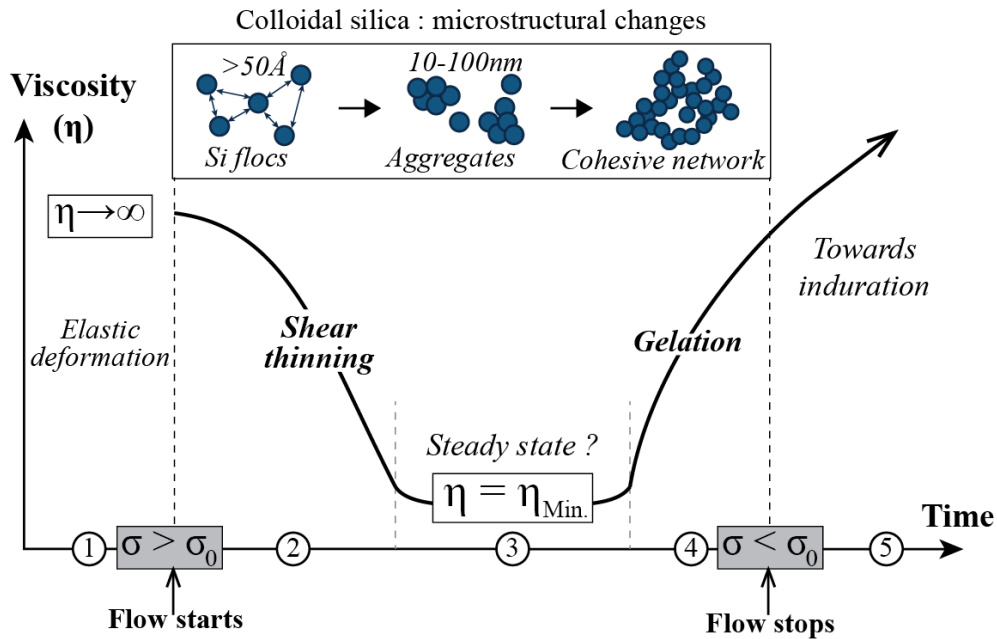 Colloidal silica : microstructural changes
>50Å
10-100nm
Si flocs
Aggregates
Cohesive network
Viscosity
(η)
η→∞
Elastic
deformation
Shear
thinning
Steady state ?
η = ηMin.
Gelation
Towards
induration
Time
1
σ > σ0
2
3
4
σ < σ0
5
Flow starts
Flow stops